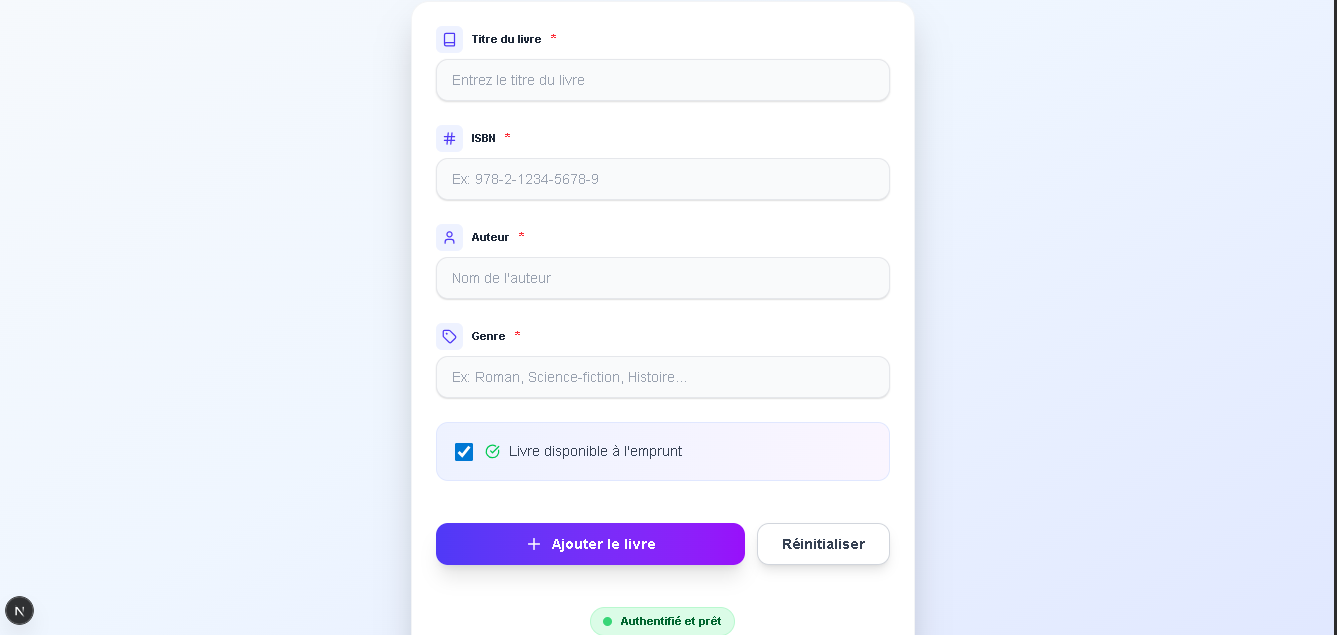 Titre du livre *
Entrez le titre du livre
# ISBN *
Ex: 978-2-1234-5678-9
Auteur *
Nom de l'auteur
Genre *
Ex: Roman, Science-fiction, Histoire...
Livre disponible à l'emprunt
+ Ajouter le livre
Réinitialiser
N
Authentifié et prêt